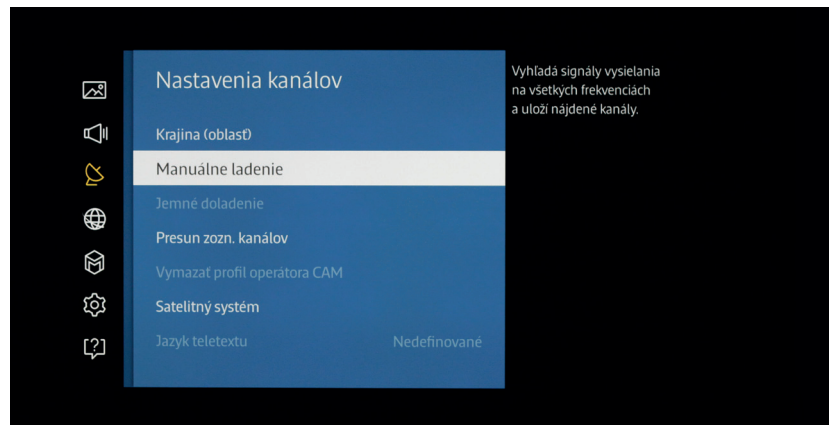 Nastavenia kanálov
Krajina (oblasť)
Manuálne ladenie
Jemné doladenie
Presun zozn. kanálov
Vymazať profil operátora CAM
Satelitný systém
Jazyk teletextu Nedefinované
Vyhľadá signály vysielania
na všetkých frekvenciách
a uloží nájdené kanály.